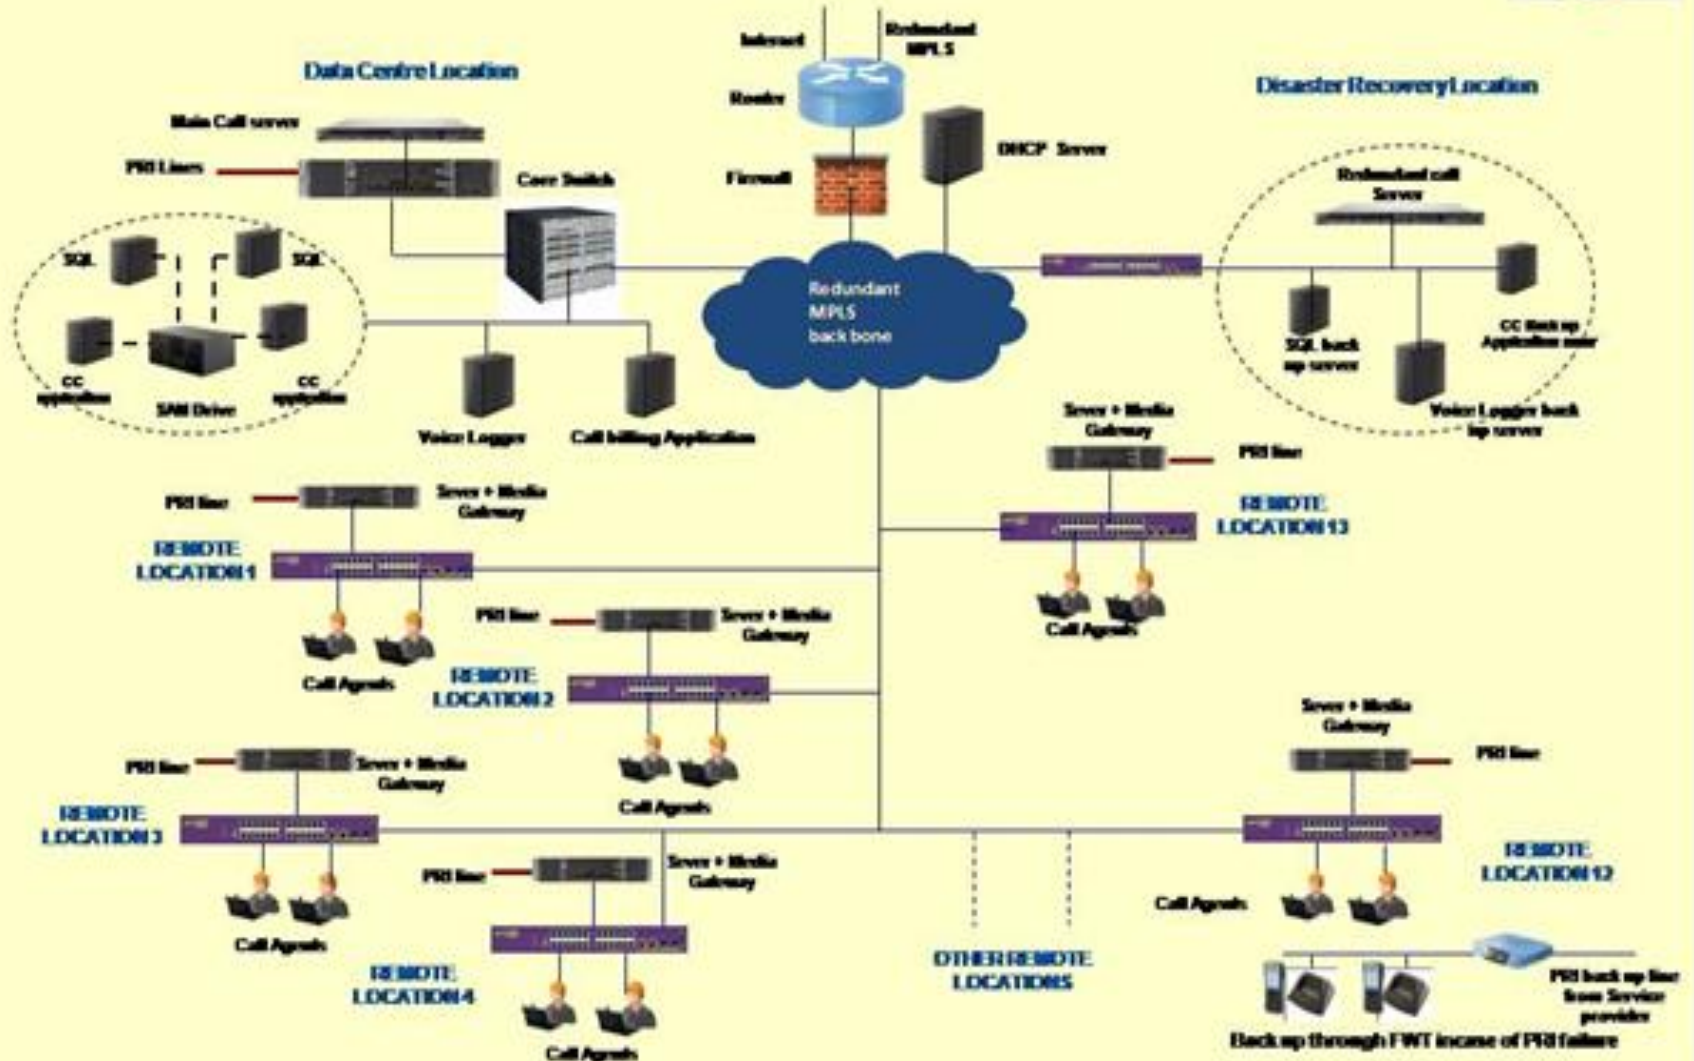 Internet
Redundant
MPLS
Data Centre Location
Disaster Recovery Location
Router
Main Call server
DHCP Server
PRI Lines
Core Switch
Firewall
Redundant call
Server
SQL
SQL
Redundant
MPLS
back bone
CC
application
SAN Drive
CC
application
SQL back
up server
CC Back up
Application
Voice Logger back
up server
Voice Logger
Call billing Application
Sever + Media
Gateway
PRI line
REMOTE
LOCATION 13
Call Agents
PRI line
Sever + Media
Gateway
REMOTE
LOCATION 1
Call Agents
PRI line
Sever + Media
Gateway
REMOTE
LOCATION 2
Call Agents
PRI line
Sever + Media
Gateway
REMOTE
LOCATION 3
Call Agents
PRI line
Sever + Media
Gateway
REMOTE
LOCATION 4
Call Agents
OTHER REMOTE
LOCATIONS
Sever + Media
Gateway
PRI line
REMOTE
LOCATION 12
Call Agents
PRI back up line
from Service
provider
Back up through FWT incase of PRI failure